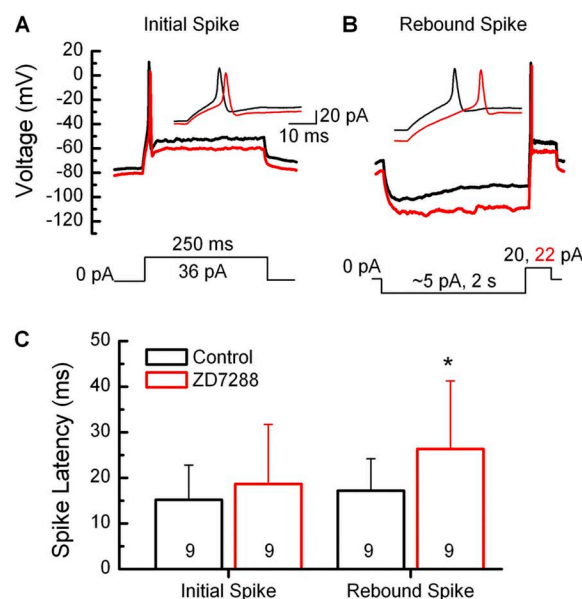 A Initial Spike B Rebound Spike
20
0
-20
-40
-60
-80
-100
-120
Voltage (mV)
20 pA
10 ms
250 ms
0 pA 36 pA
20, 22 pA
0 pA ~5 pA, 2 s
C
50
40
30
20
10
0
Spike Latency (ms)
Control
ZD7288
*
9 9 9 9
Initial Spike Rebound Spike